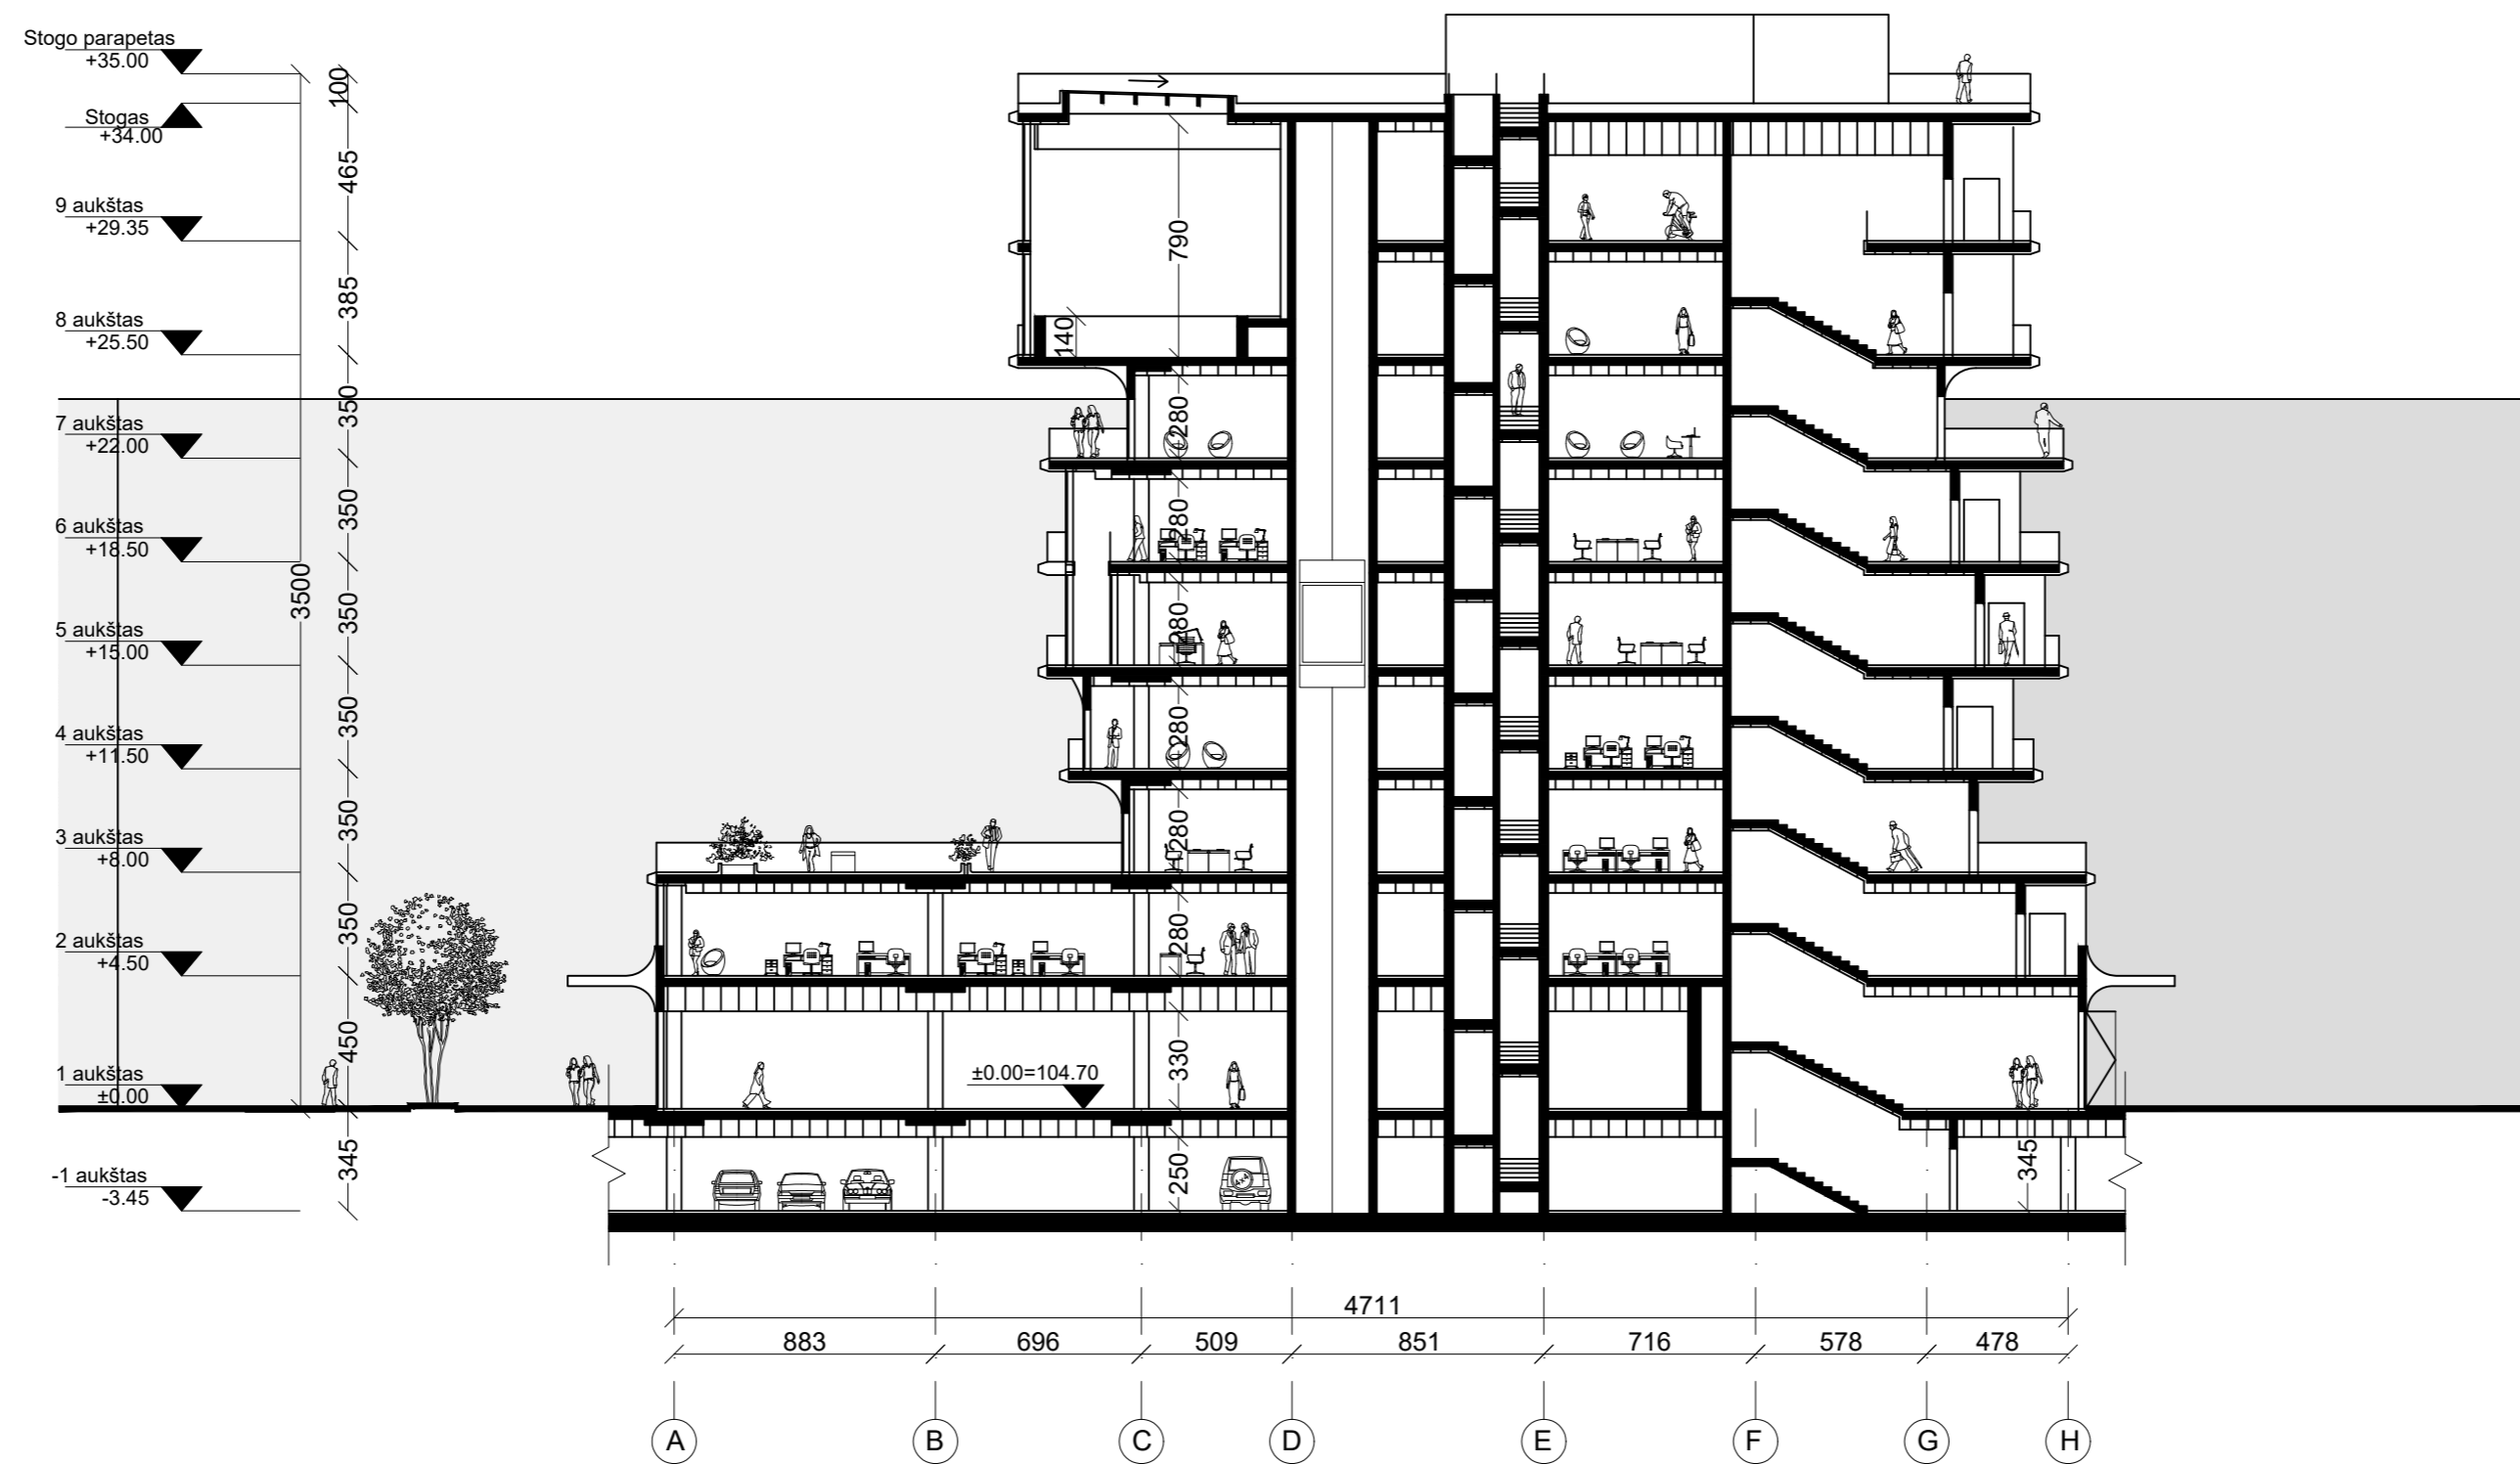 Stogo parapetas
+35.00
Stogas
+34.00
9 aukštas
+29.35
8 aukštas
+25.50
7 aukštas
+22.00
6 aukštas
+18.50
5 aukštas
+15.00
4 aukštas
+11.50
3 aukštas
+8.00
2 aukštas
+4.50
1 aukštas
±0.00
-1 aukštas
-3.45
3500
100
465
385
350
350
350
350
350
350
450
345
790
140
280
280
280
280
280
280
330
250
±0.00=104.70
345
4711
883 696 509 851 716 578 478
A B C D E F G H